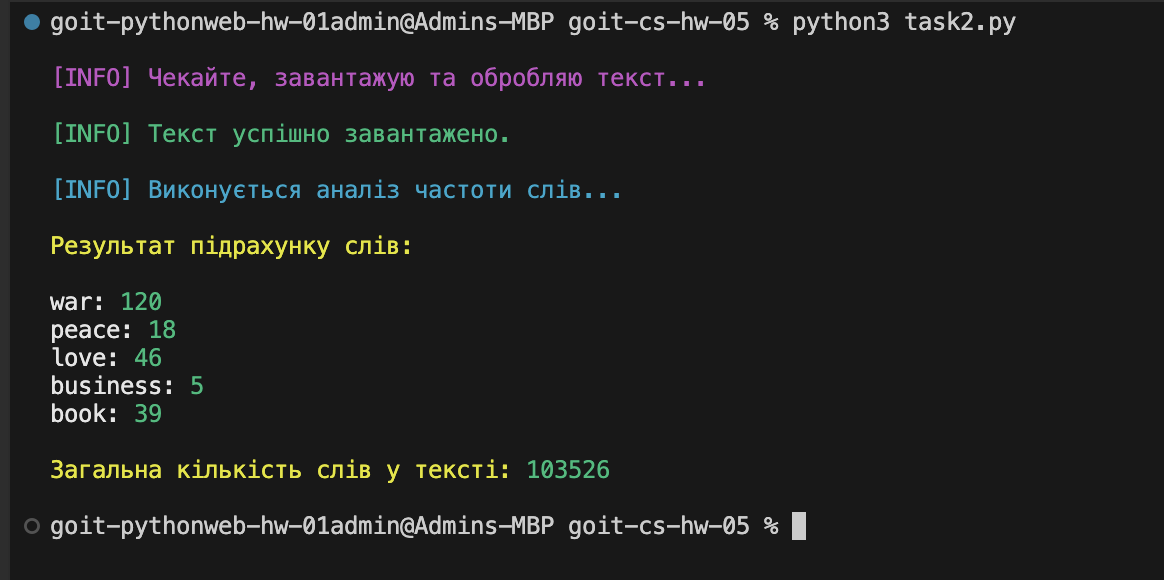 goit-pythonweb-hw-01admin@Admins-MBP goit-cs-hw-05 % python3 task2.py
[INFO] Чекайте, завантажую та обробляю текст...
[INFO] Текст успішно завантажено.
[INFO] Виконується аналіз частоти слів...
Результат підрахунку слів:
war: 120
peace: 18
love: 46
business: 5
book: 39
Загальна кількість слів у тексті: 103526
goit-pythonweb-hw-01admin@Admins-MBP goit-cs-hw-05 %